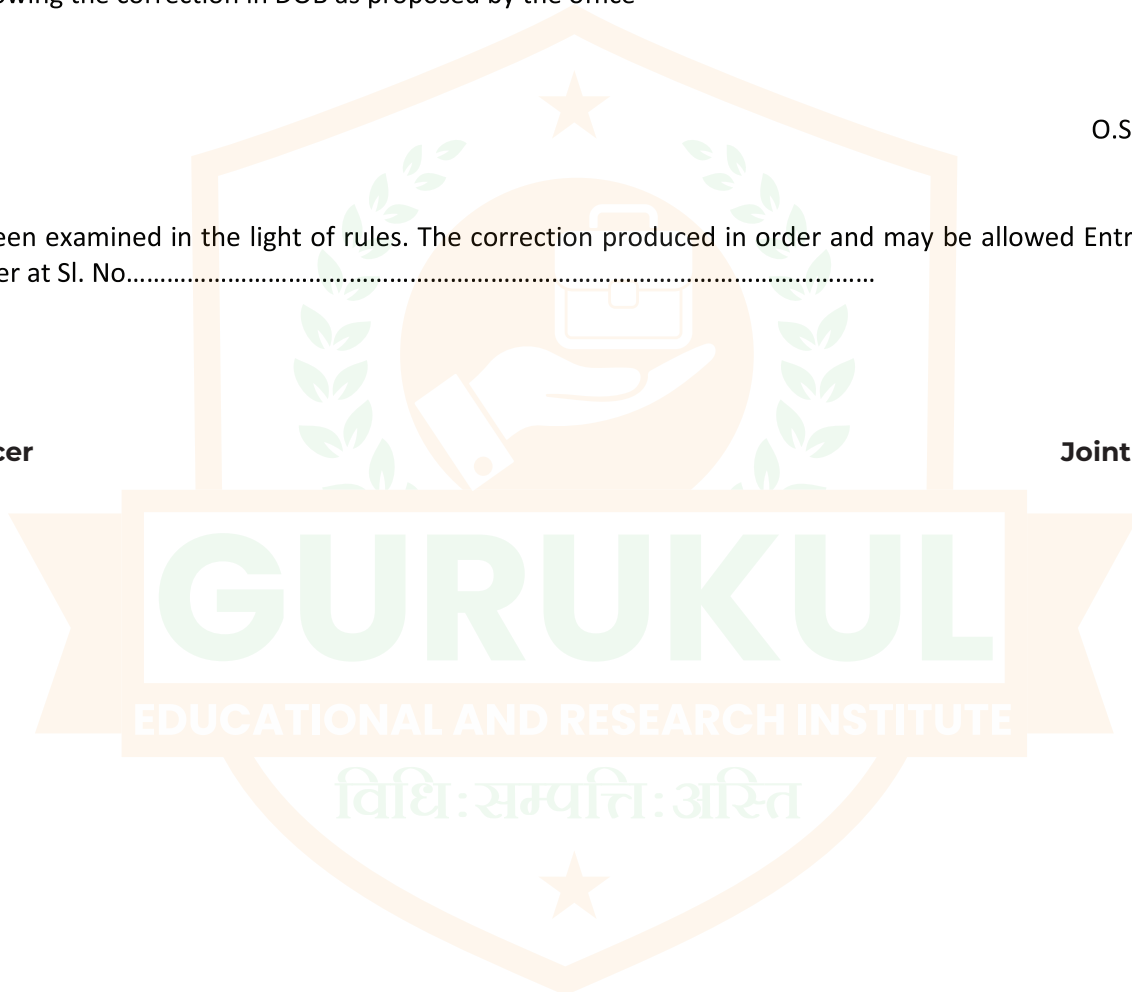 owing the correction in DOB as proposed by the office
O.S
een examined in the light of rules. The correction produced in order and may be allowed Entr
er at Sl. No……………………………………………………………………………………………………
cer Joint
GURUKUL
EDUCATIONAL AND RESEARCH INSTITUTE
विधि:सम्पत्ति:अस्ति